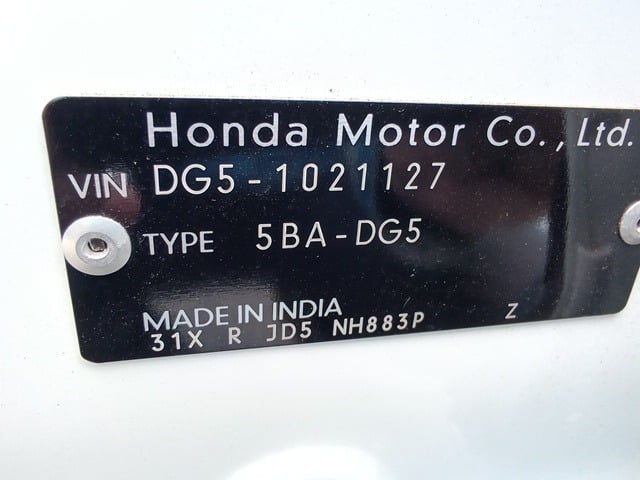 Honda Motor Co., Ltd.
VIN DG5-1021127
TYPE 5BA-DG5
MADE IN INDIA
31X R JD5 NH883P Z